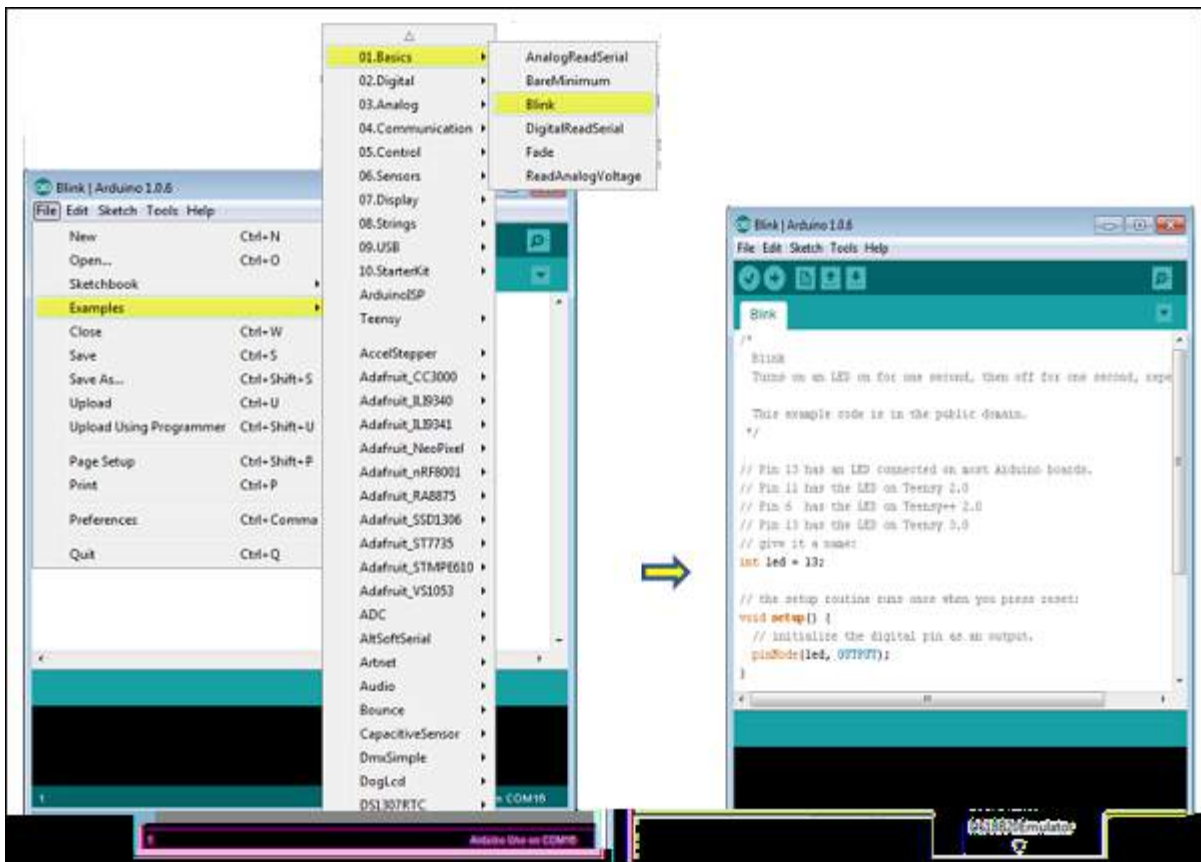 Blink | Arduino 1.0.6
File Edit Sketch Tools Help
New Ctrl+N
Open... Ctrl+O
Sketchbook
Examples
Close Ctrl+W
Save Ctrl+S
Save As... Ctrl+Shift+S
Upload Ctrl+U
Upload Using Programmer Ctrl+Shift+U
Page Setup Ctrl+Shift+P
Print Ctrl+P
Preferences Ctrl+Comma
Quit Ctrl+Q
01.Basics
02.Digital
03.Analog
04.Communication
05.Control
06.Sensors
07.Display
08.Strings
09.USB
10.StarterKit
ArduinoISP
Teensy
AccelStepper
Adafruit_CC3000
Adafruit_ILI9340
Adafruit_ILI9341
Adafruit_NeoPixel
Adafruit_nRF8001
Adafruit_RA8875
Adafruit_SSD1306
Adafruit_ST7735
Adafruit_STMPE610
Adafruit_VS1053
ADC
AltSoftSerial
Artnet
Audio
Bounce
CapacitiveSensor
DmxSimple
DogLcd
DS1307RTC
AnalogReadSerial
BareMinimum
Blink
DigitalReadSerial
Fade
ReadAnalogVoltage
1
on COM16
1
Arduino Uno on COM16
Blink | Arduino 1.0.6
File Edit Sketch Tools Help
Blink
/*
Blink
Turns on an LED on for one second, then off for one second, repe
This example code is in the public domain.
*/
// Pin 13 has an LED connected on most Arduino boards.
// Pin 11 has the LED on Teensy 2.0
// Pin 6 has the LED on Teensy++ 2.0
// Pin 13 has the LED on Teensy 3.0
// give it a name:
int led = 13;
// the setup routine runs once when you press reset:
void setup() {
// initialize the digital pin as an output.
pinMode(led, OUTPUT);
}